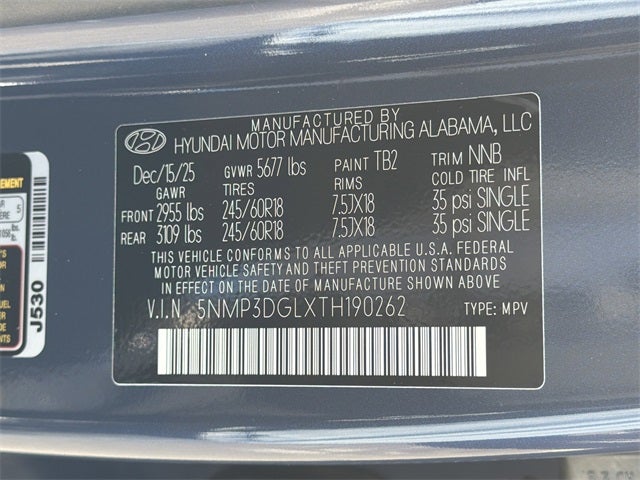 MANUFACTURED BY
HYUNDAI MOTOR MANUFACTURING ALABAMA, LLC
Dec/15/25 GVWR 5677 lbs PAINT TB2 TRIM NNB
GAWR TIRES RIMS COLD TIRE INFL
FRONT 2955 lbs 245/60R18 7.5JX18 35 psi SINGLE
REAR 3109 lbs 245/60R18 7.5JX18 35 psi SINGLE
THIS VEHICLE CONFORMS TO ALL APPLICABLE U.S.A. FEDERAL
MOTOR VEHICLE SAFETY AND THEFT PREVENTION STANDARDS
IN EFFECT ON THE DATE OF MANUFACTURE SHOWN ABOVE
V.I.N 5NMP3DGLXTH190262 TYPE: MPV
J530